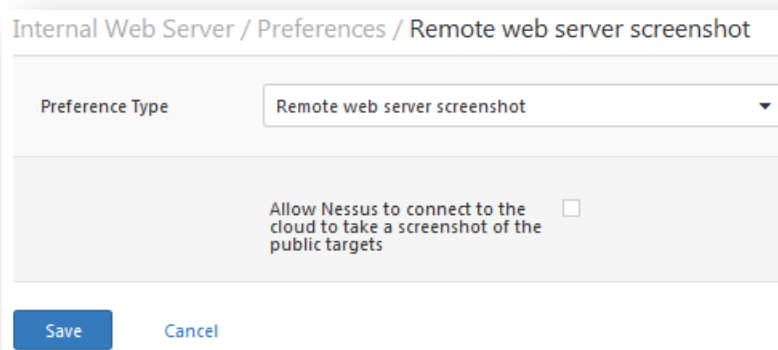 Internal Web Server / Preferences / Remote web server screenshot
Preference Type
Remote web server screenshot
Allow Nessus to connect to the
cloud to take a screenshot of the
public targets
Save
Cancel